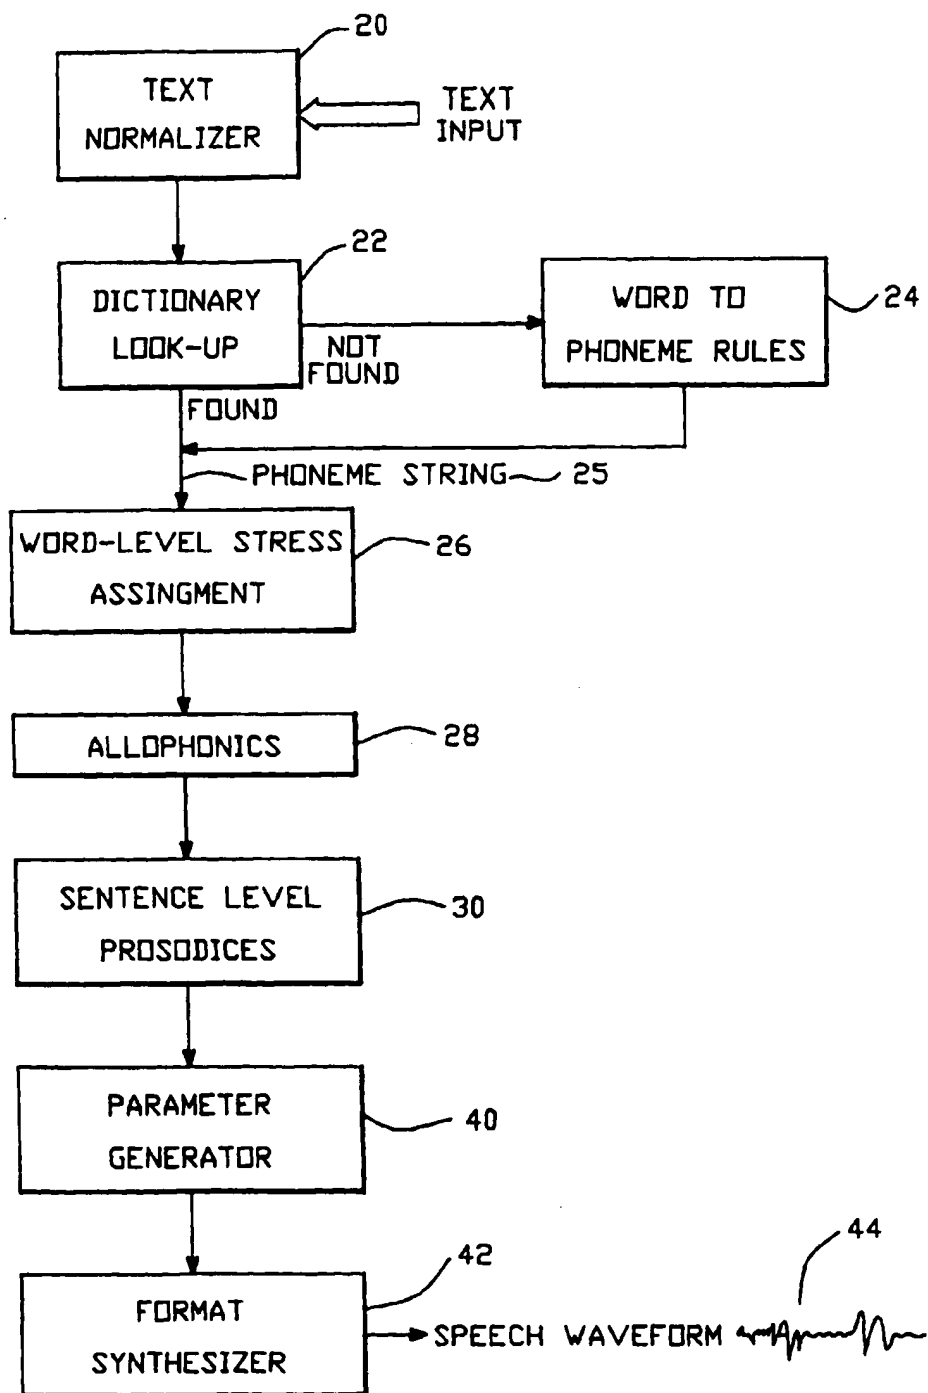 20
TEXT
NORMALIZER
TEXT
INPUT
22
DICTIONARY
LOOK-UP
NOT
FOUND
FOUND
WORD TO
PHONEME RULES
24
PHONEME STRING 25
WORD-LEVEL STRESS
ASSINGMENT
26
ALLOPHONICS
28
SENTENCE LEVEL
PROSODICES
30
PARAMETER
GENERATOR
40
42
FORMAT
SYNTHESIZER
SPEECH WAVEFORM
44